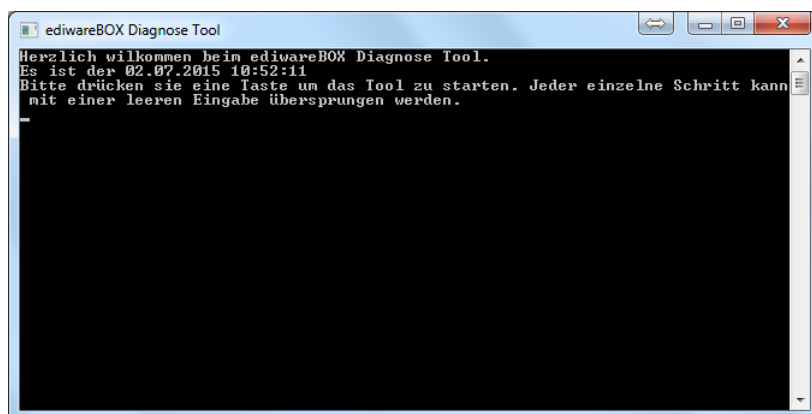 ediwareBOX Diagnose Tool
Herzlich wilkommen beim ediwareBOX Diagnose Tool.
Es ist der 02.07.2015 10:52:11
Bitte drücken sie eine Taste um das Tool zu starten. Jeder einzelne Schritt kann
mit einer leeren Eingabe übersprungen werden.